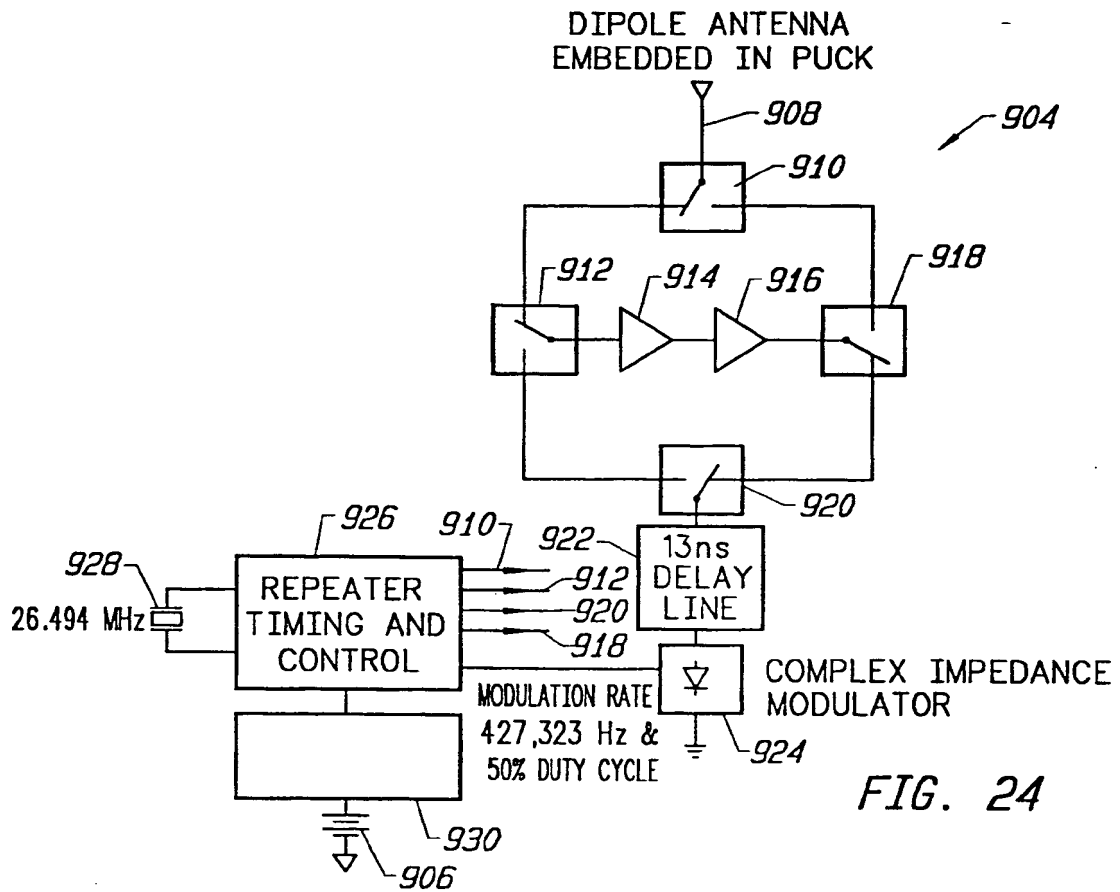 DIPOLE ANTENNA
EMBEDDED IN PUCK
908
904
910
912
914
916
918
920
926
910
922
13ns
DELAY
LINE
928
26.494 MHz
REPEATER
TIMING AND
CONTROL
912
920
918
MODULATION RATE
427,323 Hz &
50% DUTY CYCLE
COMPLEX IMPEDANCE
MODULATOR
924
930
906
FIG. 24